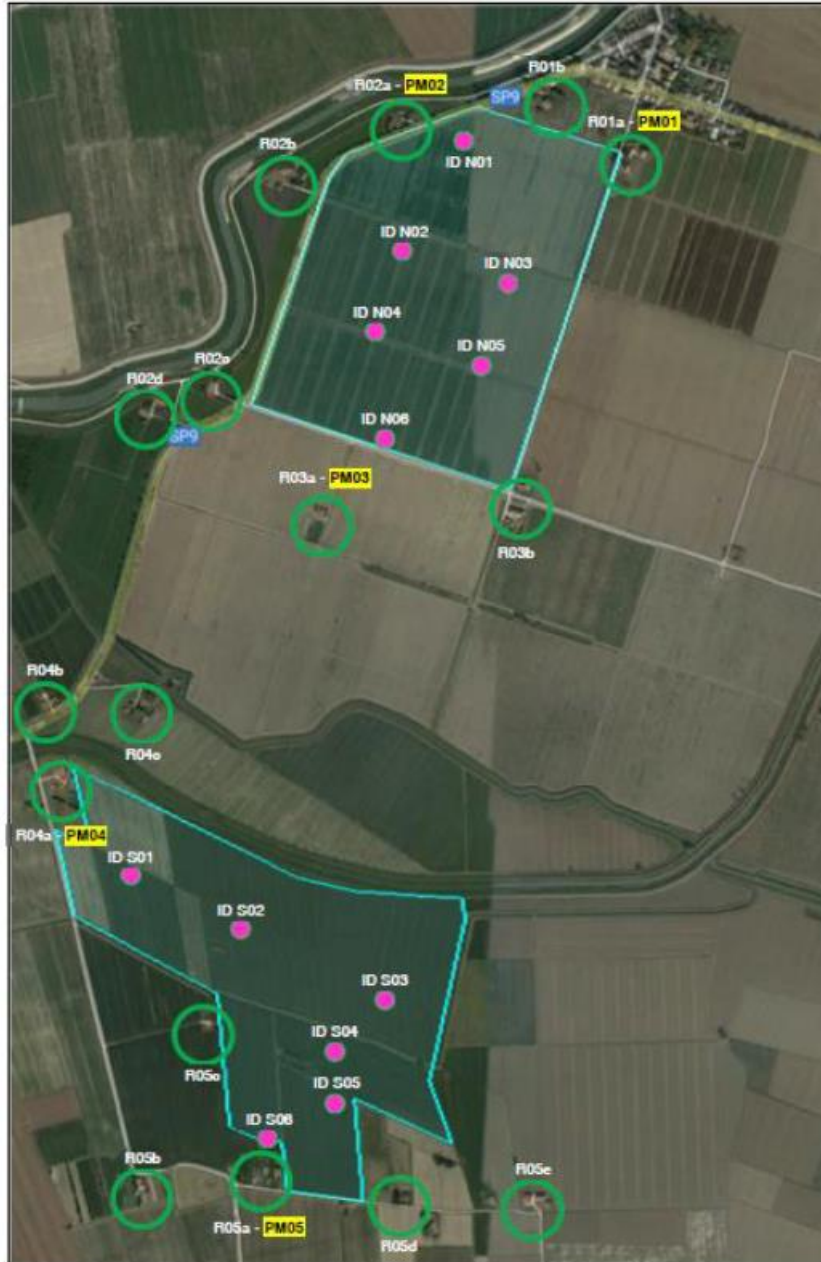 R01b
R02a - PM02
SP9
R01a - PM01
R02b
ID N01
ID N02
ID N03
ID N04
ID N05
R02c
R02d
SP9
ID N06
R03a - PM03
R03b
R04b
R04c
R04a - PM04
ID S01
ID S02
ID S03
ID S04
R05c
ID S05
ID S06
R05b
R05e
R05a - PM05
R05d